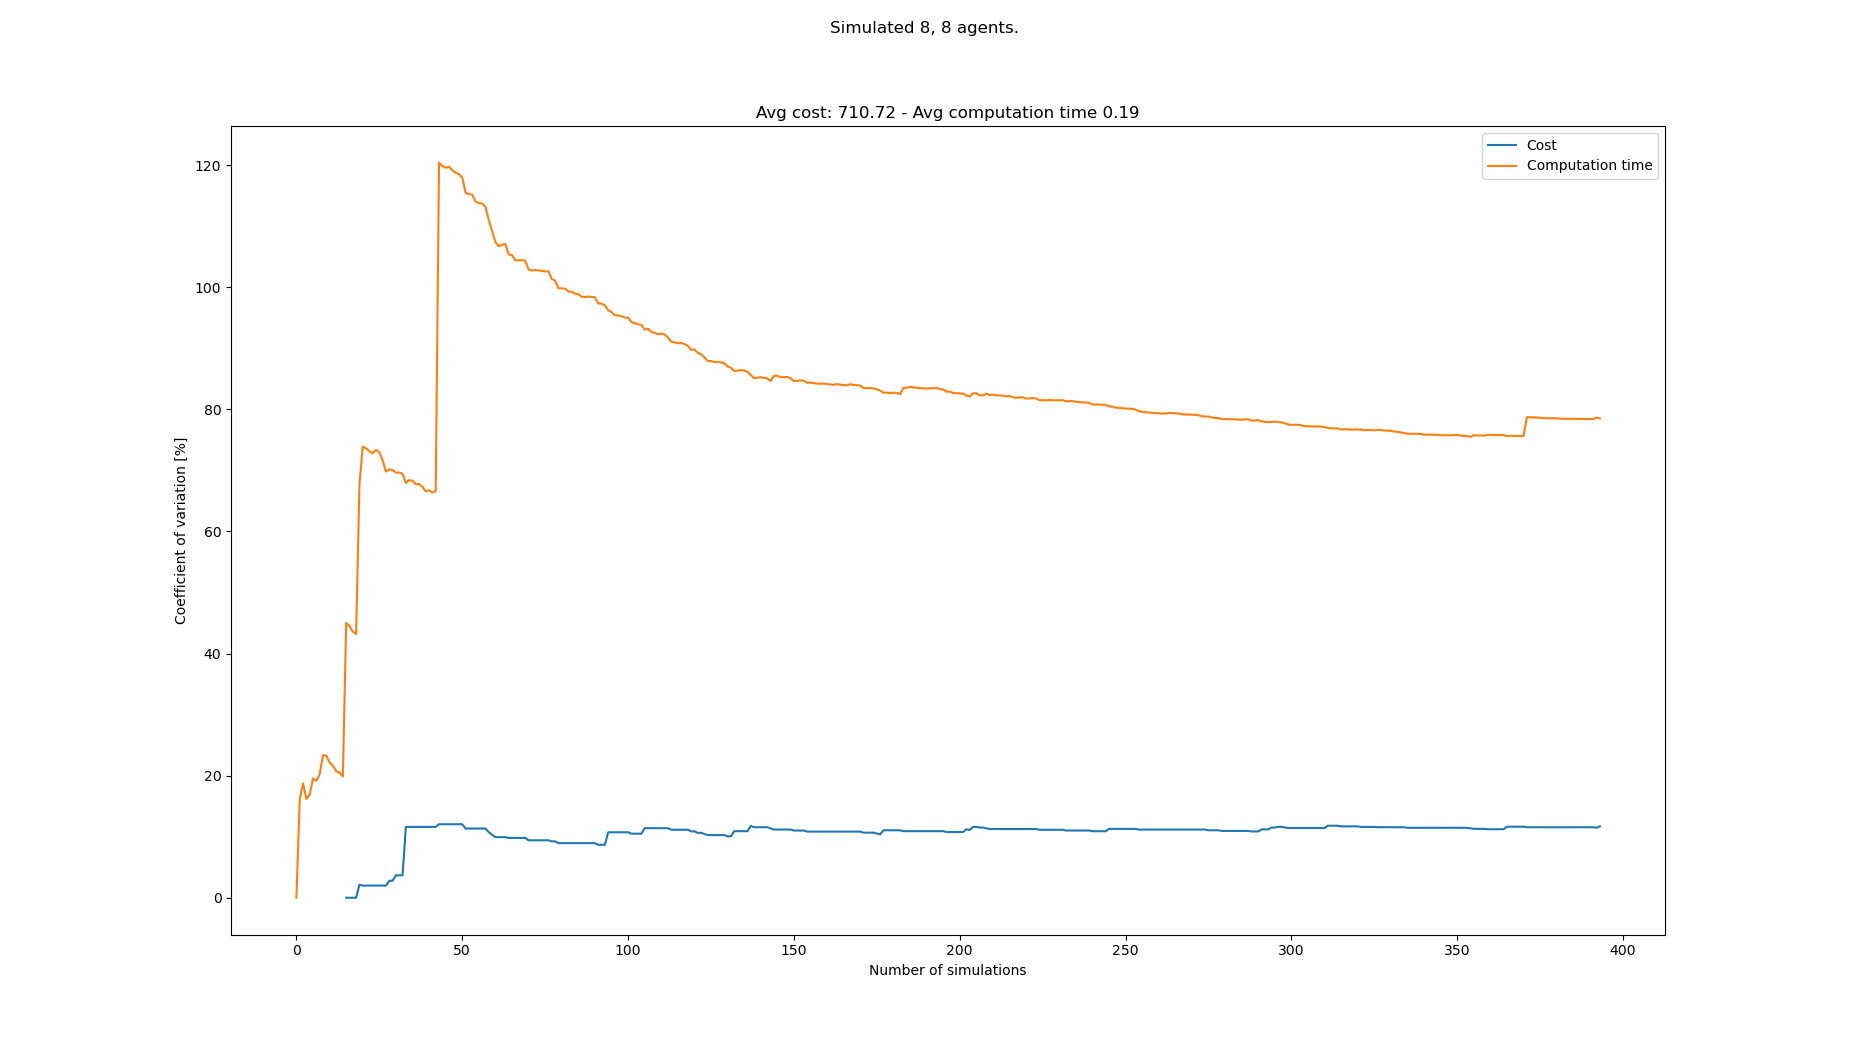 Simulated 8, 8 agents.
Avg cost: 710.72 - Avg computation time 0.19
Cost
Computation time
Coefficient of variation [%]
120
100
80
60
40
20
0
0 50 100 150 200 250 300 350 400
Number of simulations